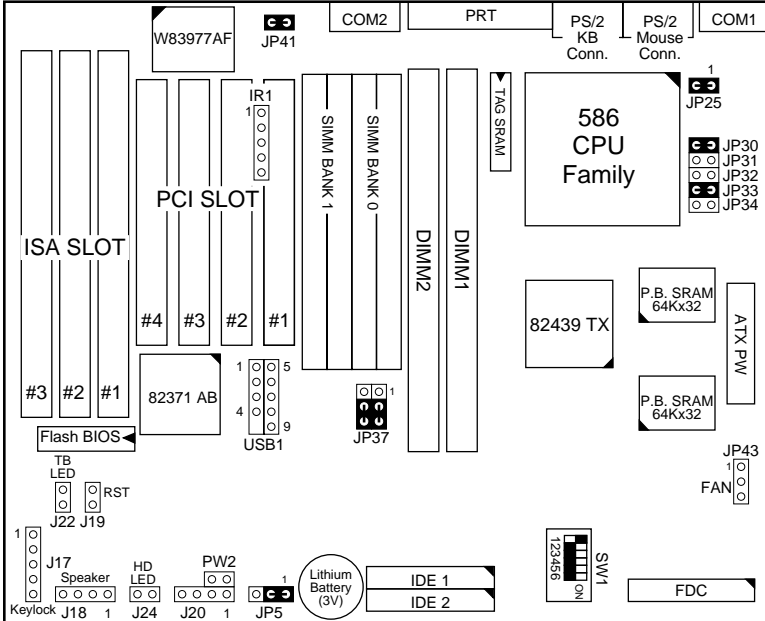 COM2
PRT
PS/2
KB
Conn.
PS/2
Mouse
Conn.
COM1
W83977AF
JP41
IR1
1
SIMM BANK 1
SIMM BANK 0
TAG SRAM
586
CPU
Family
1
JP25
JP30
JP31
JP32
JP33
JP34
ISA SLOT
PCI SLOT
DIMM2
DIMM1
#4
#3
#2
#1
82439 TX
P.B. SRAM
64Kx32
ATX PW
#3
#2
#1
82371 AB
1
5
4
9
USB1
1
JP37
P.B. SRAM
64Kx32
Flash BIOS
JP43
1
FAN
TB
LED
J22
RST
J19
1
J17
Keylock
Speaker
J18
1
HD
LED
J24
PW2
J20
1
1
JP5
Lithium
Battery
(3V)
IDE 1
IDE 2
123456
ON
SW1
FDC